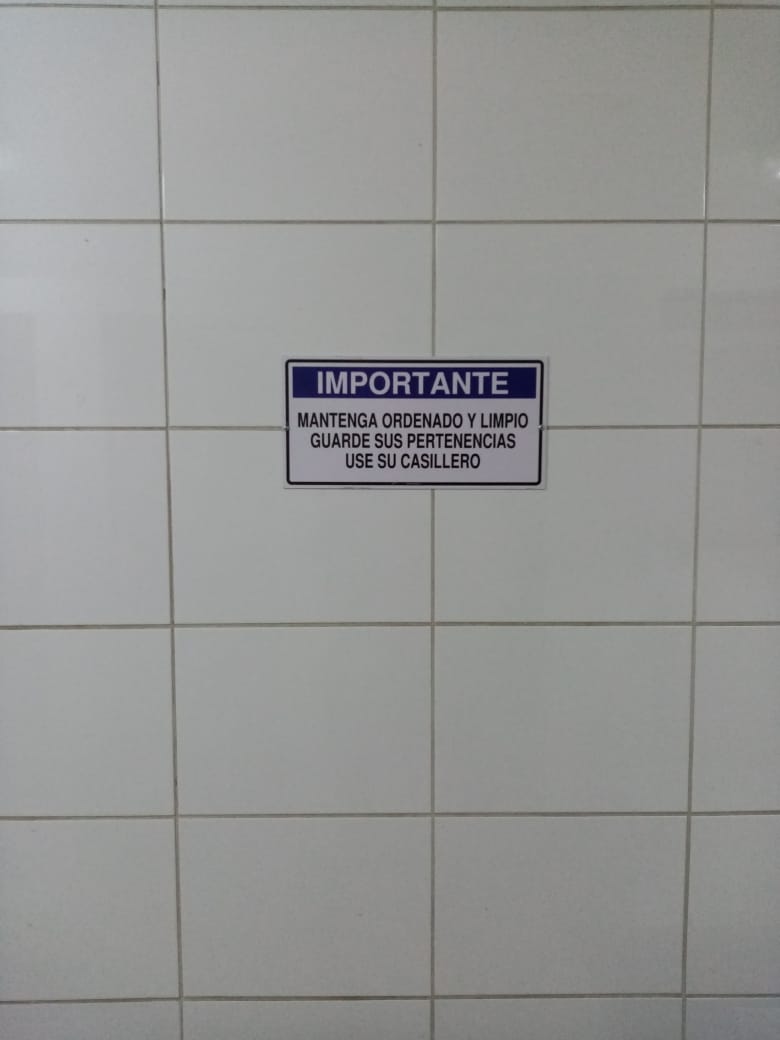 IMPORTANTE
MANTENGA ORDENADO Y LIMPIO
GUARDE SUS PERTENENCIAS
USE SU CASILLERO